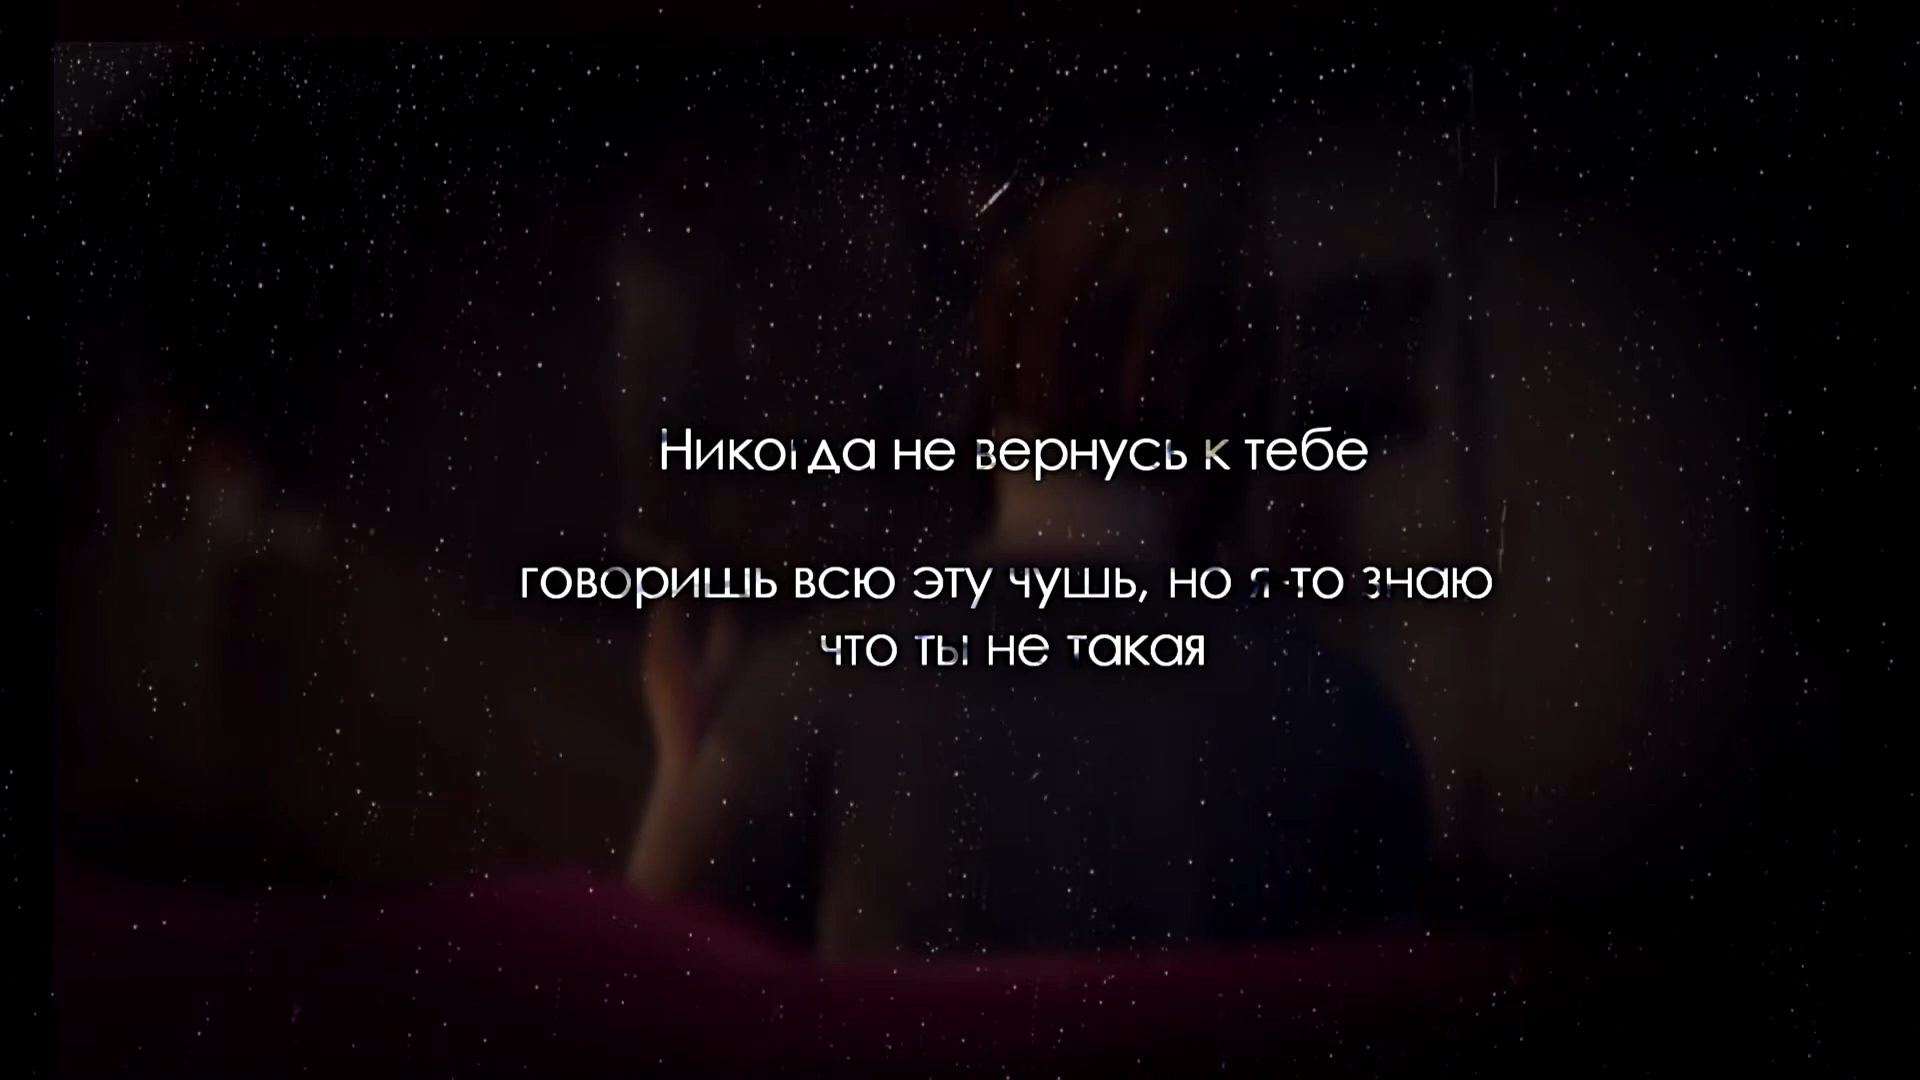 Никогда не вернусь к тебе
говоришь всю эту чушь, но я-то знаю
что ты не такая